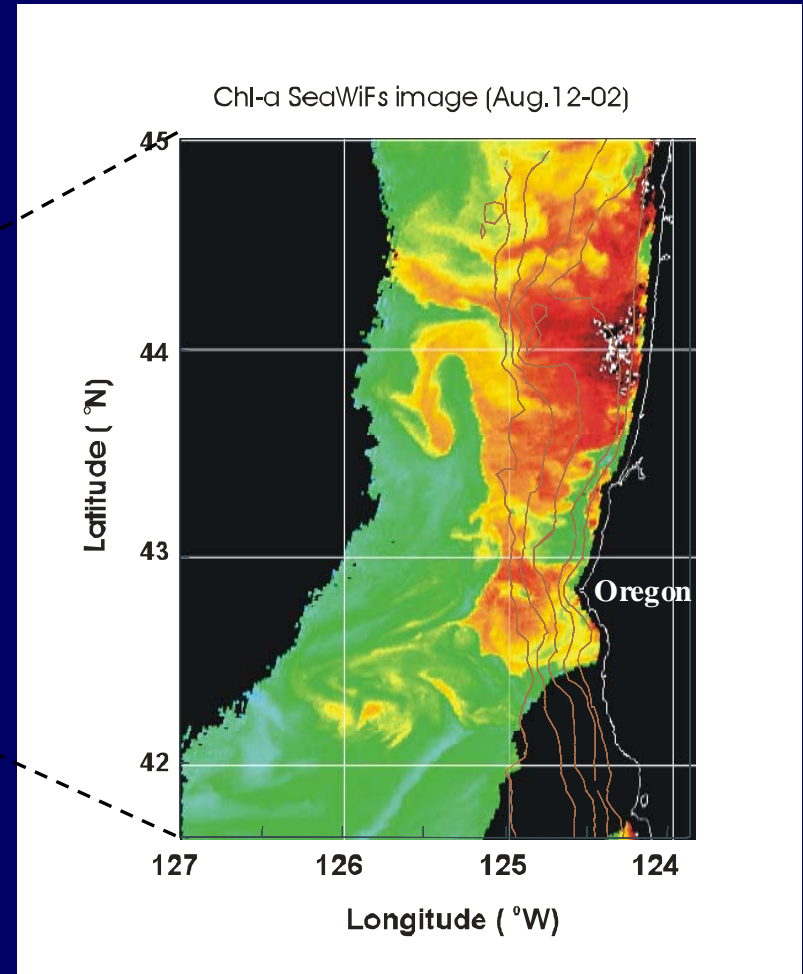 Chl-a SeaWiFs image (Aug.12-02)
45
44
43
42
Latitude ( °N)
Oregon
127 126 125 124
Longitude ( °W)